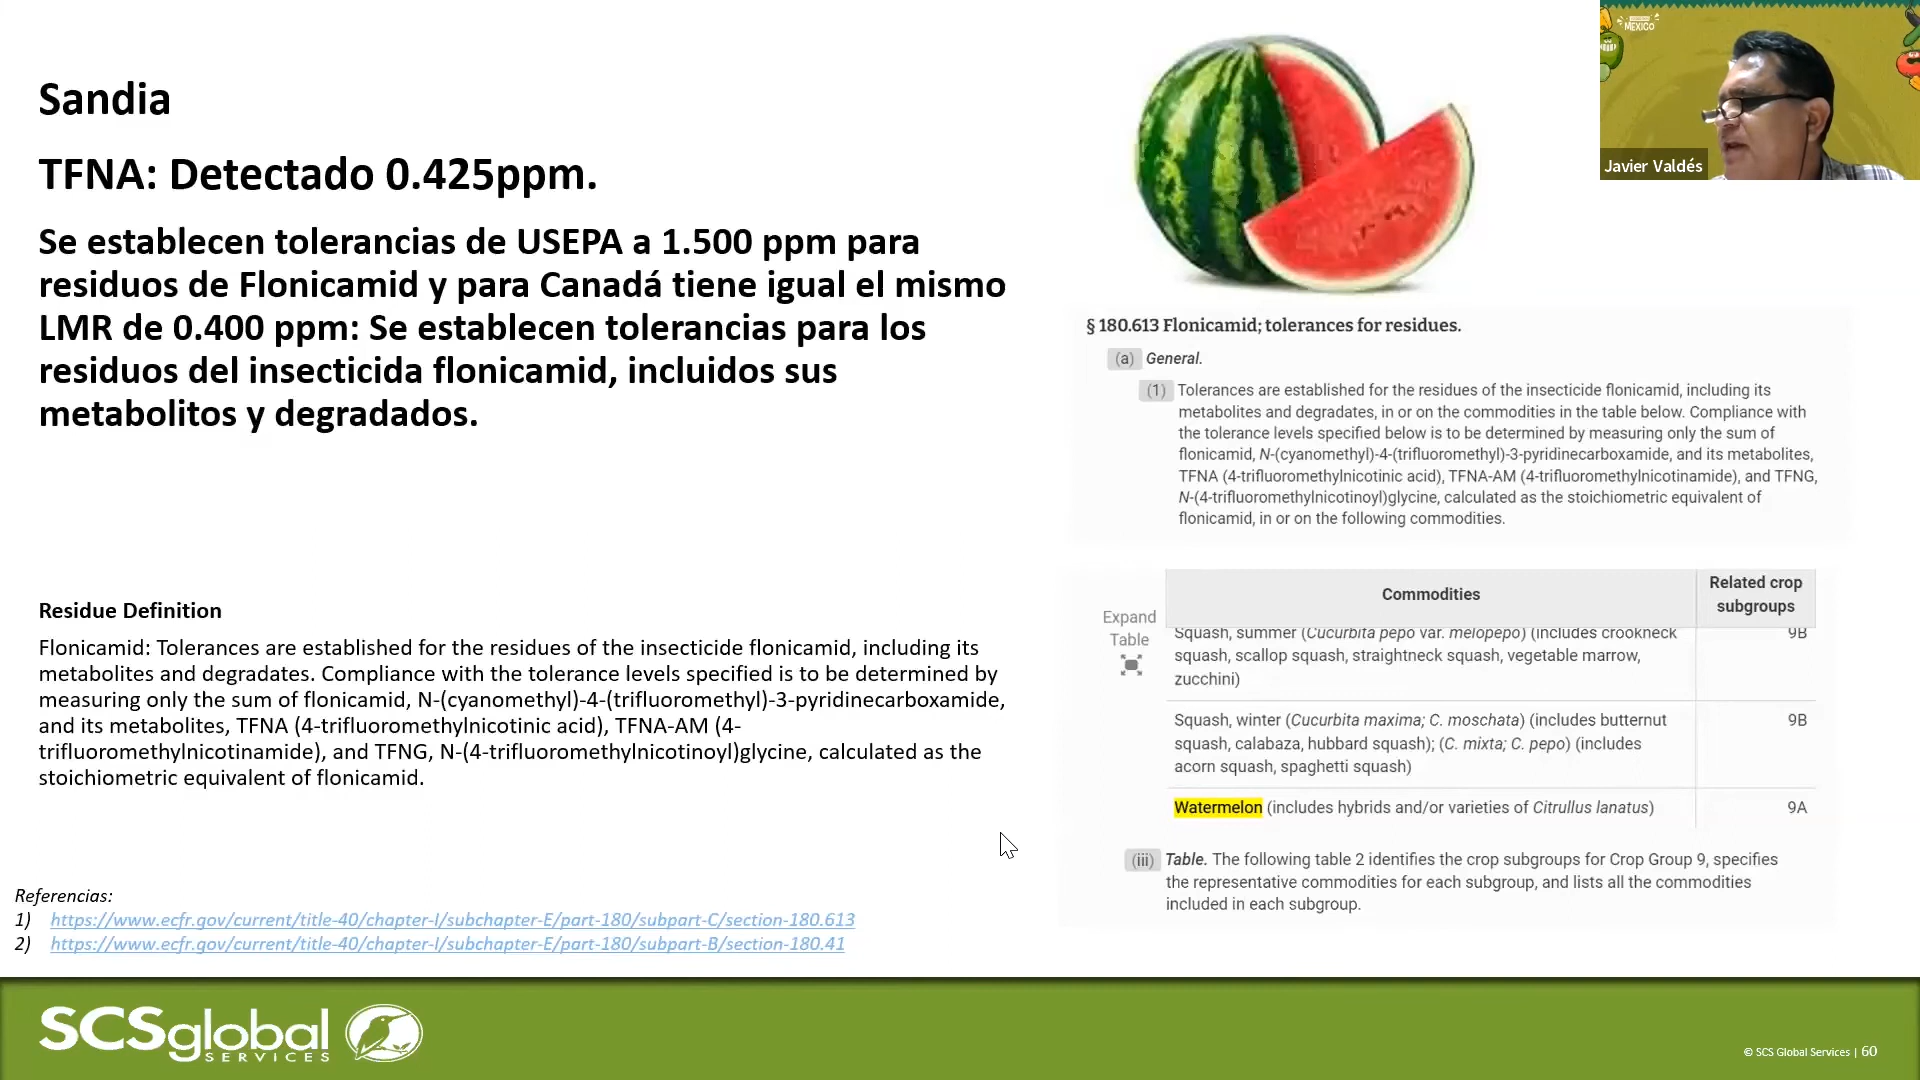 Sandia
TFNA: Detectado 0.425ppm.
Se establecen tolerancias de USEPA a 1.500 ppm para
residuos de Flonicamid y para Canadá tiene igual el mismo
LMR de 0.400 ppm: Se establecen tolerancias para los
residuos del insecticida flonicamid, incluidos sus
metabolitos y degradados.
Residue Definition
Flonicamid: Tolerances are established for the residues of the insecticide flonicamid, including its
metabolites and degradates. Compliance with the tolerance levels specified is to be determined by
measuring only the sum of flonicamid, N-(cyanomethyl)-4-(trifluoromethyl)-3-pyridinecarboxamide,
and its metabolites, TFNA (4-trifluoromethylnicotinic acid), TFNA-AM (4-
trifluoromethylnicotinamide), and TFNG, N-(4-trifluoromethylnicotinoyl)glycine, calculated as the
stoichiometric equivalent of flonicamid.
Referencias:
1) https://www.ecfr.gov/current/title-40/chapter-I/subchapter-E/part-180/subpart-C/section-180.613
2) https://www.ecfr.gov/current/title-40/chapter-I/subchapter-E/part-180/subpart-B/section-180.41
§ 180.613 Flonicamid; tolerances for residues.
(a) General.
(1) Tolerances are established for the residues of the insecticide flonicamid, including its
metabolites and degradates, in or on the commodities in the table below. Compliance with
the tolerance levels specified below is to be determined by measuring only the sum of
flonicamid, N-(cyanomethyl)-4-(trifluoromethyl)-3-pyridinecarboxamide, and its metabolites,
TFNA (4-trifluoromethylnicotinic acid), TFNA-AM (4-trifluoromethylnicotinamide), and TFNG,
N-(4-trifluoromethylnicotinoyl)glycine, calculated as the stoichiometric equivalent of
flonicamid, in or on the following commodities.
Expand
Table
Commodities
Related crop
subgroups
Squash, summer (Cucurbita pepo var. melopepo) (includes crookneck
squash, scallop squash, straightneck squash, vegetable marrow,
zucchini)
9B
Squash, winter (Cucurbita maxima; C. moschata) (includes butternut
squash, calabaza, hubbard squash); (C. mixta; C. pepo) (includes
acorn squash, spaghetti squash)
9B
Watermelon (includes hybrids and/or varieties of Citrullus lanatus)
9A
(iii) Table. The following table 2 identifies the crop subgroups for Crop Group 9, specifies
the representative commodities for each subgroup, and lists all the commodities
included in each subgroup.
MEXICO
Javier Valdés
SCSglobal
SERVICES
© SCS Global Services | 60